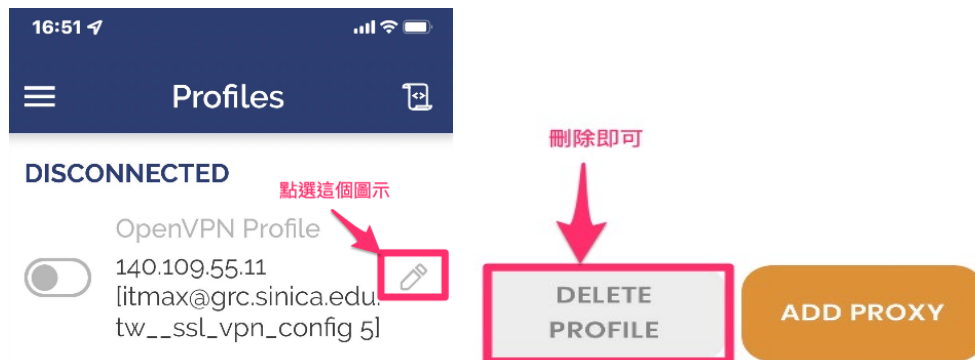 16:51
Profiles
DISCONNECTED
點選這個圖示
OpenVPN Profile
140.109.55.11
[itmax@grc.sinica.edu.
tw__ssl_vpn_config 5]
刪除即可
DELETE
PROFILE
ADD PROXY